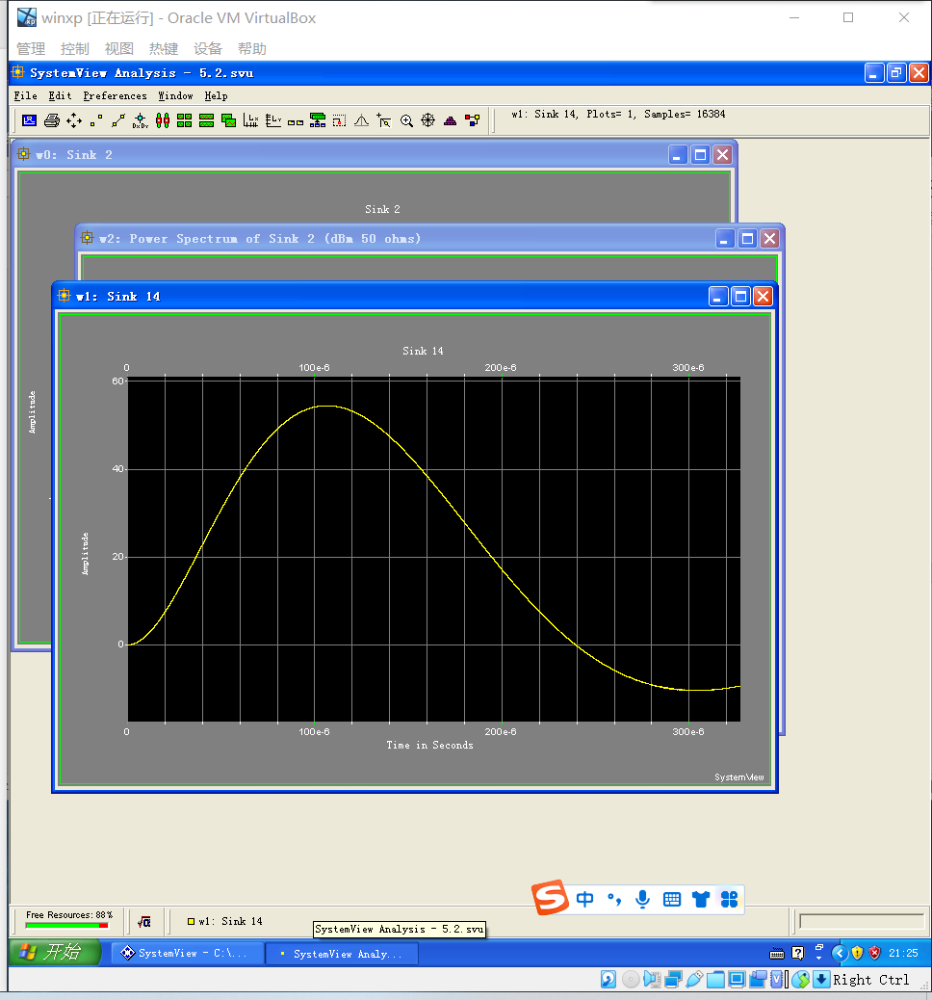 winxp [正在运行] - Oracle VM VirtualBox
管理 控制 视图 热键 设备 帮助
SystemView Analysis - 5.2.svu
File Edit Preferences Window Help
w1: Sink 14, Plots= 1, Samples= 16384
w0: Sink 2
Sink 2
w2: Power Spectrum of Sink 2 (dBm 50 ohms)
w1: Sink 14
Sink 14
0 100e-6 200e-6 300e-6
60
40
20
0
Amplitude
Amplitude
0 100e-6 200e-6 300e-6
Time in Seconds
SystemView
中
Free Resources: 88%
w1: Sink 14
SystemView Analysis - 5.2.svu
开始
SystemView - C:\...
SystemView Analy...
21:25
Right Ctrl